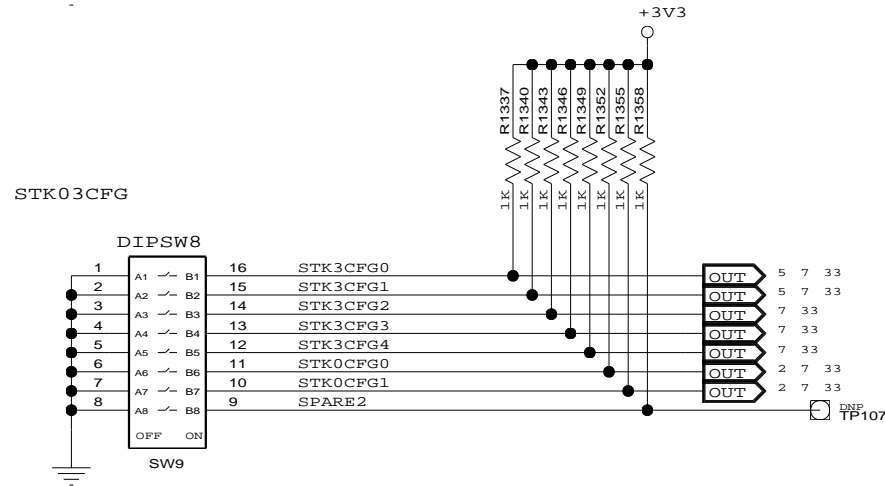 +3V3
R1337 R1340 R1343 R1346 R1349 R1352 R1355 R1358
1K 1K 1K 1K 1K 1K 1K 1K
STK03CFG
DIPSW8
1 A1 B1 16 STK3CFG0 OUT 5 7 33
2 A2 B2 15 STK3CFG1 OUT 5 7 33
3 A3 B3 14 STK3CFG2 OUT 7 33
4 A4 B4 13 STK3CFG3 OUT 7 33
5 A5 B5 12 STK3CFG4 OUT 7 33
6 A6 B6 11 STK0CFG0 OUT 2 7 33
7 A7 B7 10 STK0CFG1 OUT 2 7 33
8 A8 B8 9 SPARE2 DNP
TP107
OFF ON
SW9